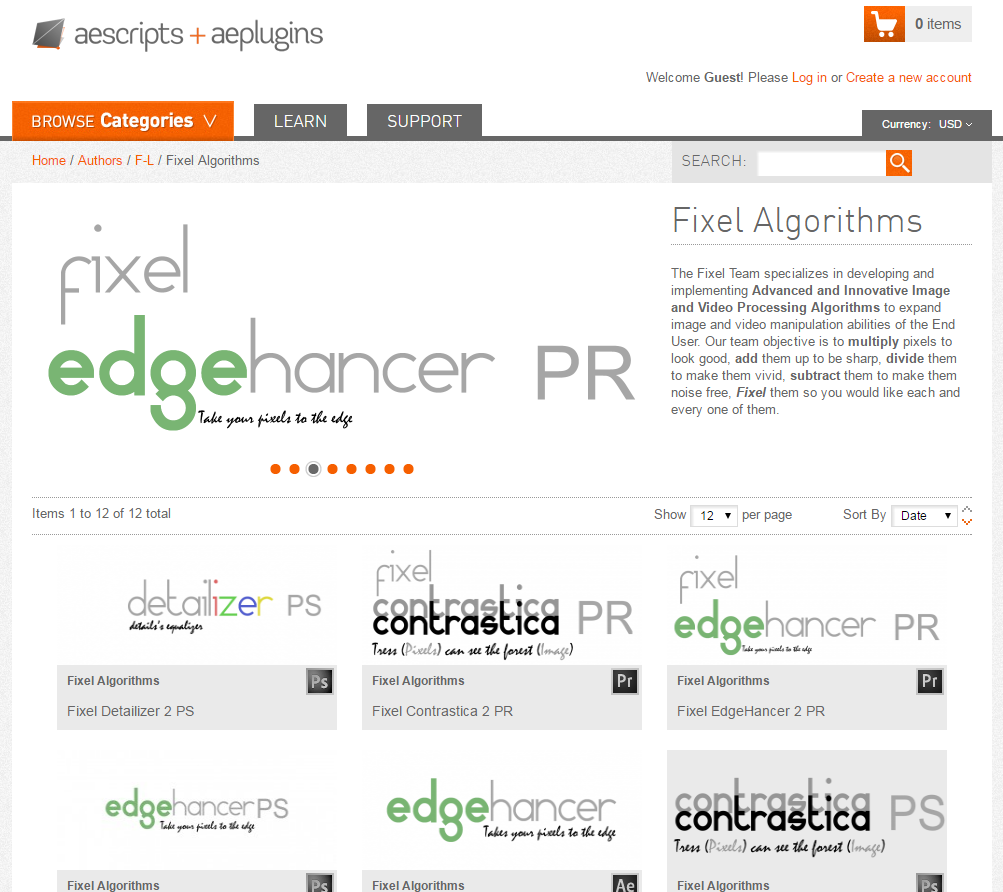 aescripts + aeplugins
0 items
Welcome Guest! Please Log in or Create a new account
BROWSE Categories
LEARN
SUPPORT
Currency: USD
Home / Authors / F-L / Fixel Algorithms
SEARCH:
fixel
edgehancer PR
Take your pixels to the edge
Fixel Algorithms
The Fixel Team specializes in developing and
implementing Advanced and Innovative Image
and Video Processing Algorithms to expand
image and video manipulation abilities of the End
User. Our team objective is to multiply pixels to
look good, add them up to be sharp, divide them
to make them vivid, subtract them to make them
noise free, Fixel them so you would like each and
every one of them.
Items 1 to 12 of 12 total
Show 12 per page
Sort By Date
detailizer PS
details's equalizer
Fixel Algorithms
Ps
Fixel Detailizer 2 PS
fixel
contrastica
contrastica PR
Tress (Pixels) can see the forest (Image)
Fixel Algorithms
Pr
Fixel Contrastica 2 PR
fixel
edgehancer PR
Take your pixels to the edge
Fixel Algorithms
Pr
Fixel EdgeHancer 2 PR
edgehancer PS
Take your pixels to the edge
Fixel Algorithms
Ps
edgehancer
Takes your pixels to the edge
Fixel Algorithms
Ae
contrastica
contrastica PS
Tress (Pixels) can see the forest (Image)
Fixel Algorithms
Ps